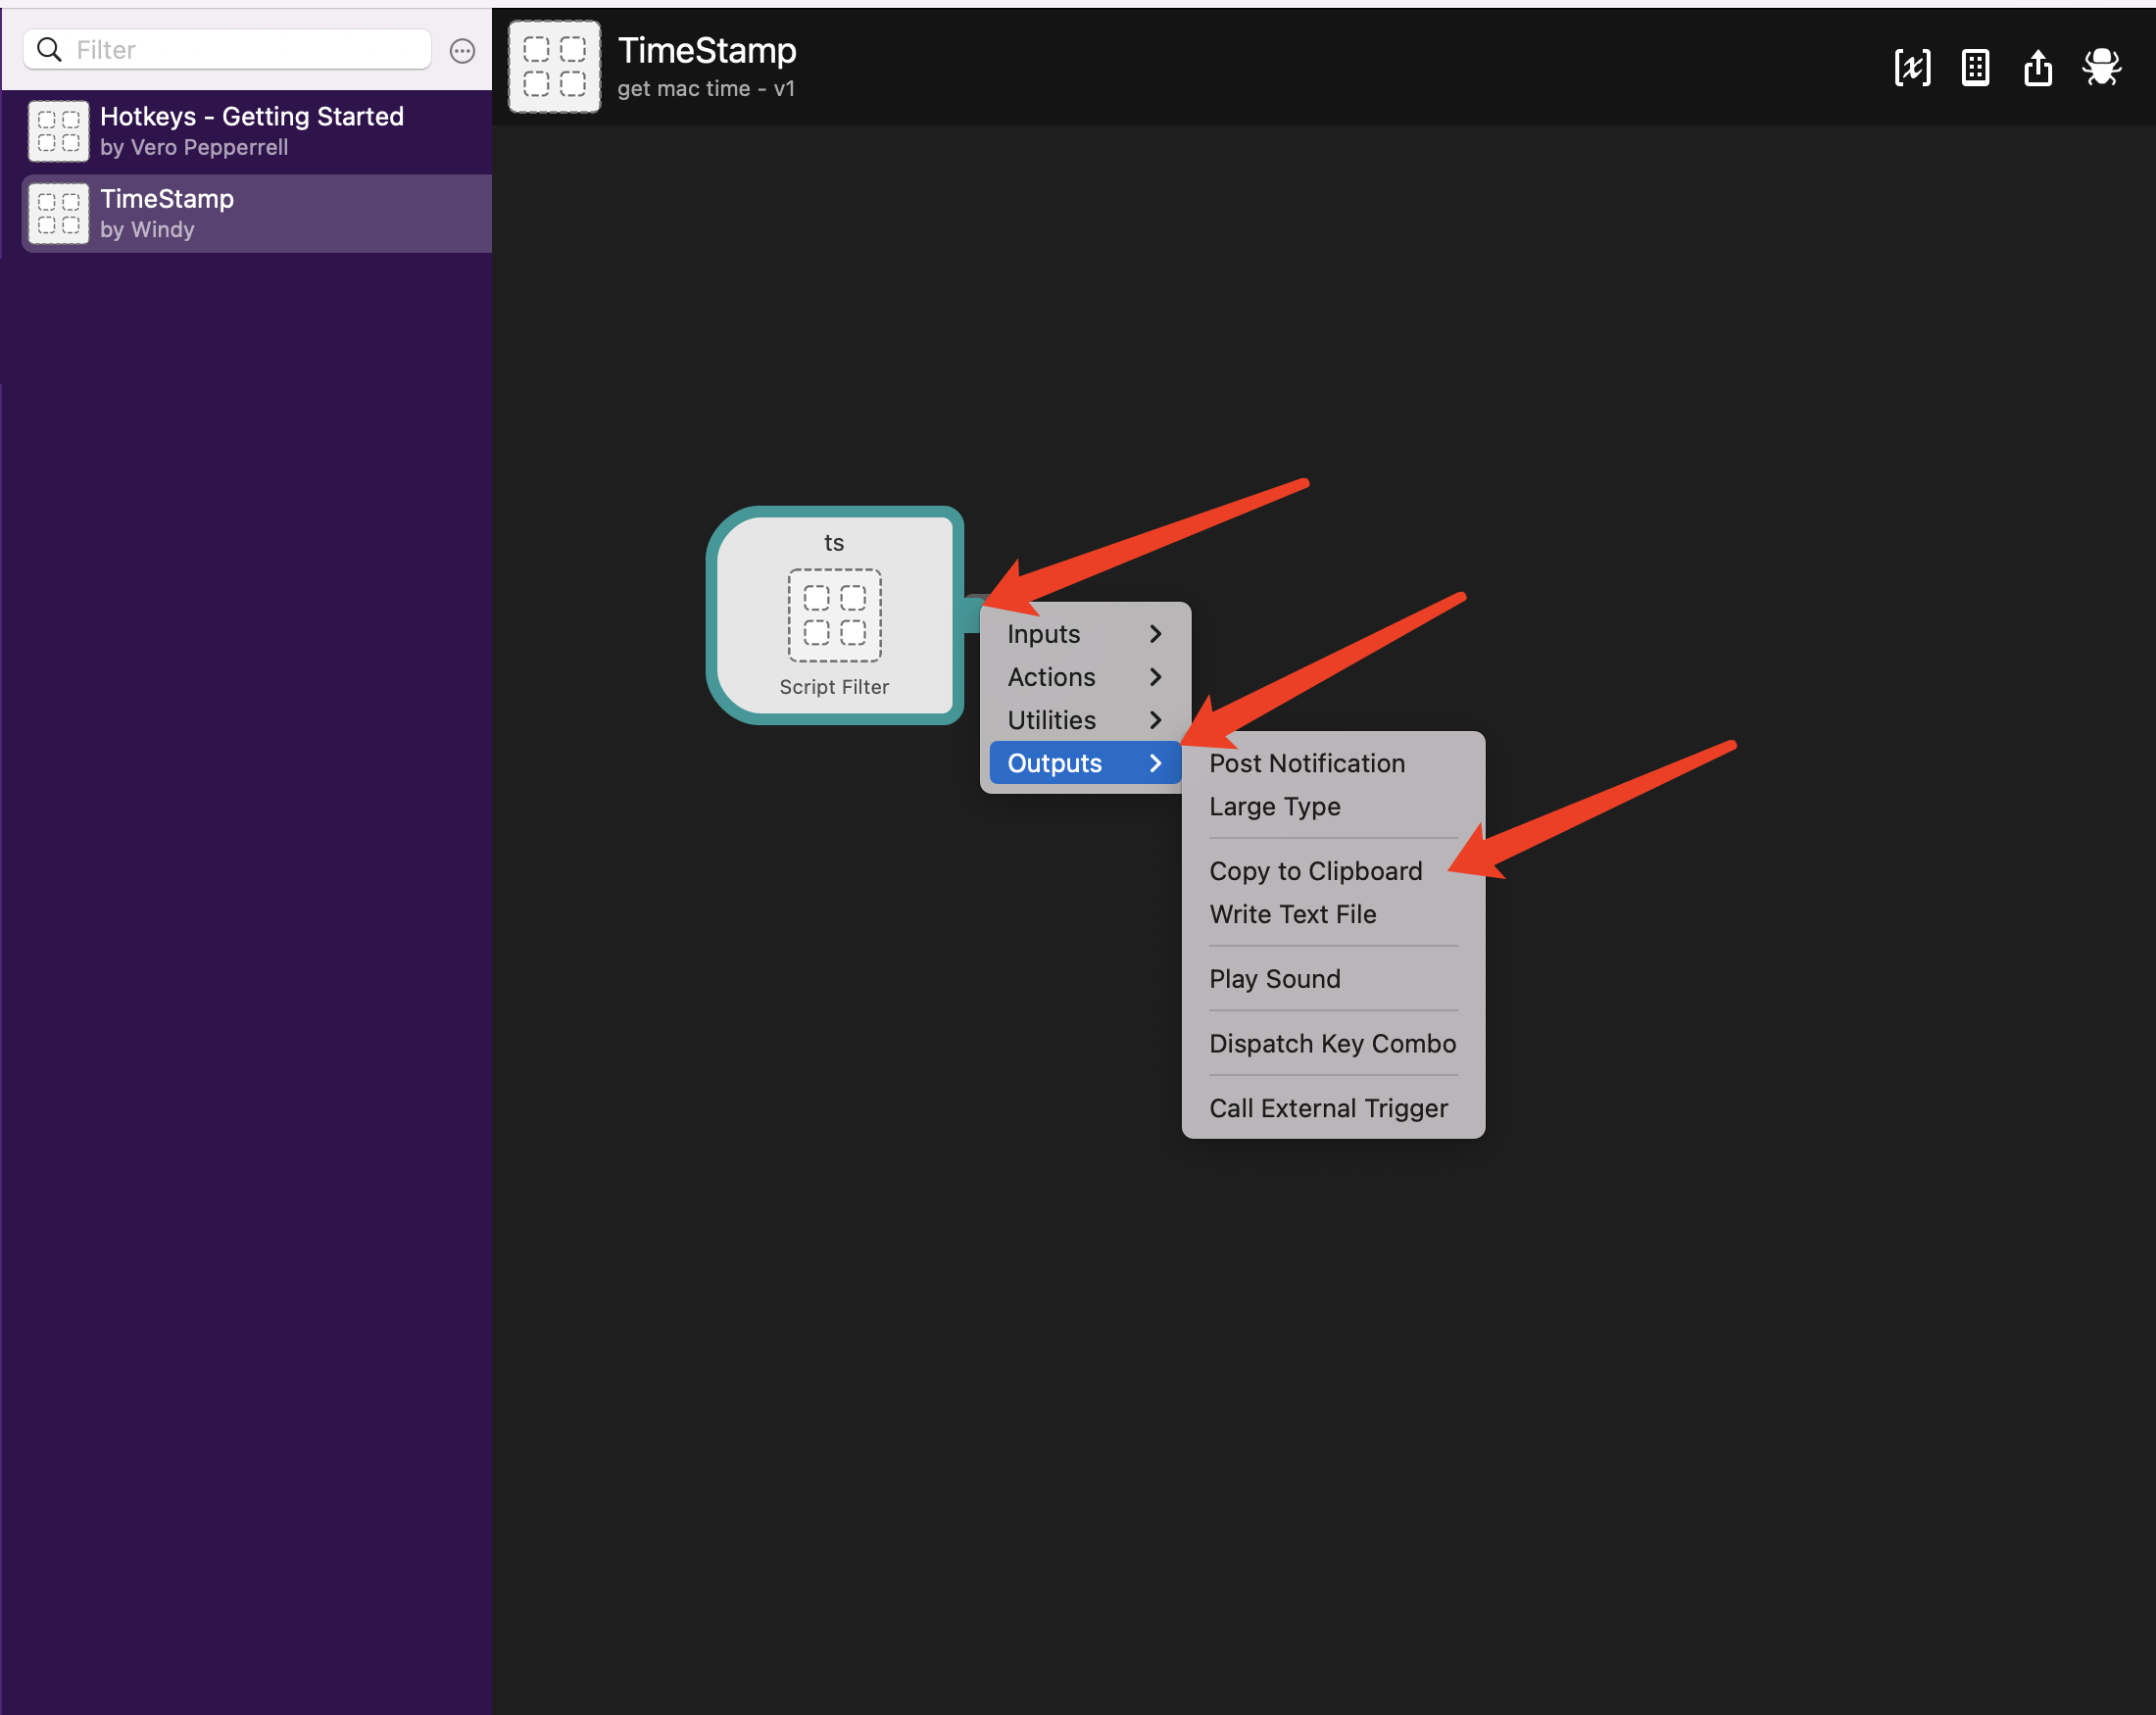 Filter
Hotkeys - Getting Started
by Vero Pepperrell
TimeStamp
by Windy
TimeStamp
get mac time - v1
[x]
ts
Script Filter
Inputs
Actions
Utilities
Outputs
Post Notification
Large Type
Copy to Clipboard
Write Text File
Play Sound
Dispatch Key Combo
Call External Trigger